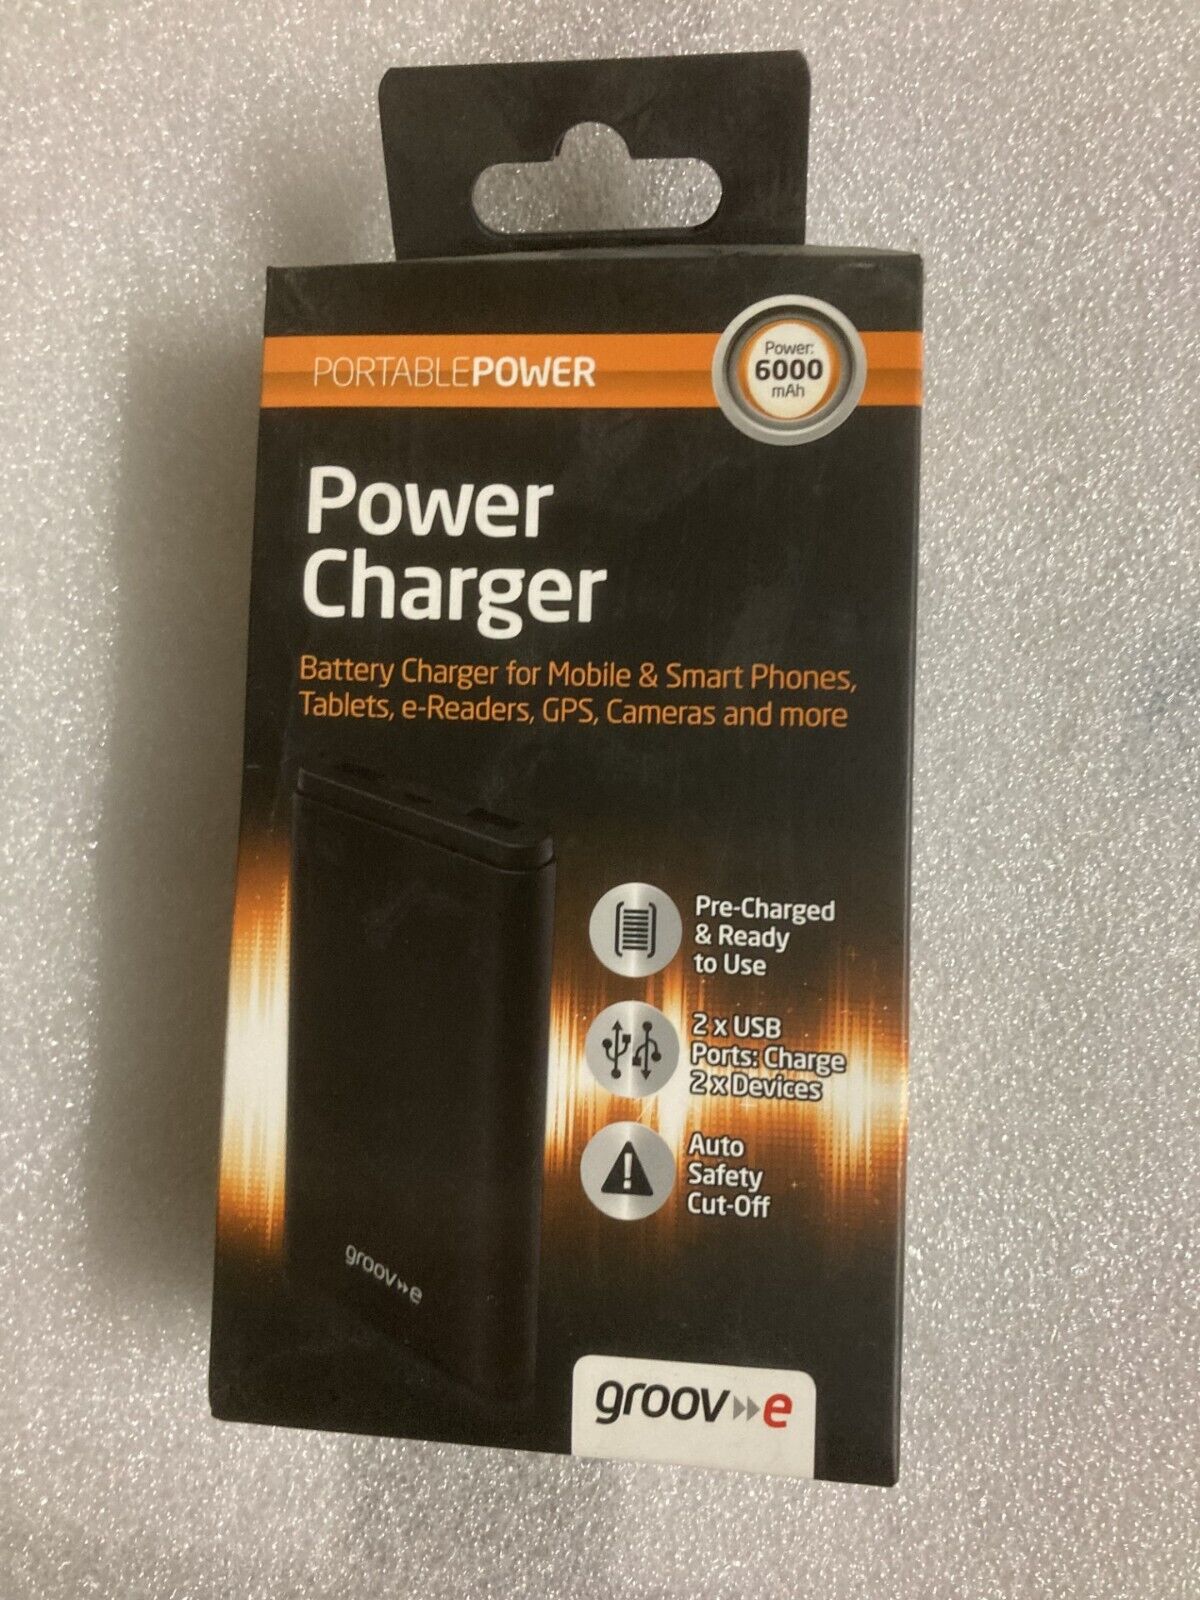 PORTABLEPOWER
Power:
6000
mAh
Power
Charger
Battery Charger for Mobile & Smart Phones,
Tablets, e-Readers, GPS, Cameras and more
Pre-Charged
& Ready
to Use
2 x USB
Ports: Charge
2 x Devices
Auto
Safety
Cut-Off
groov»e
groov»e